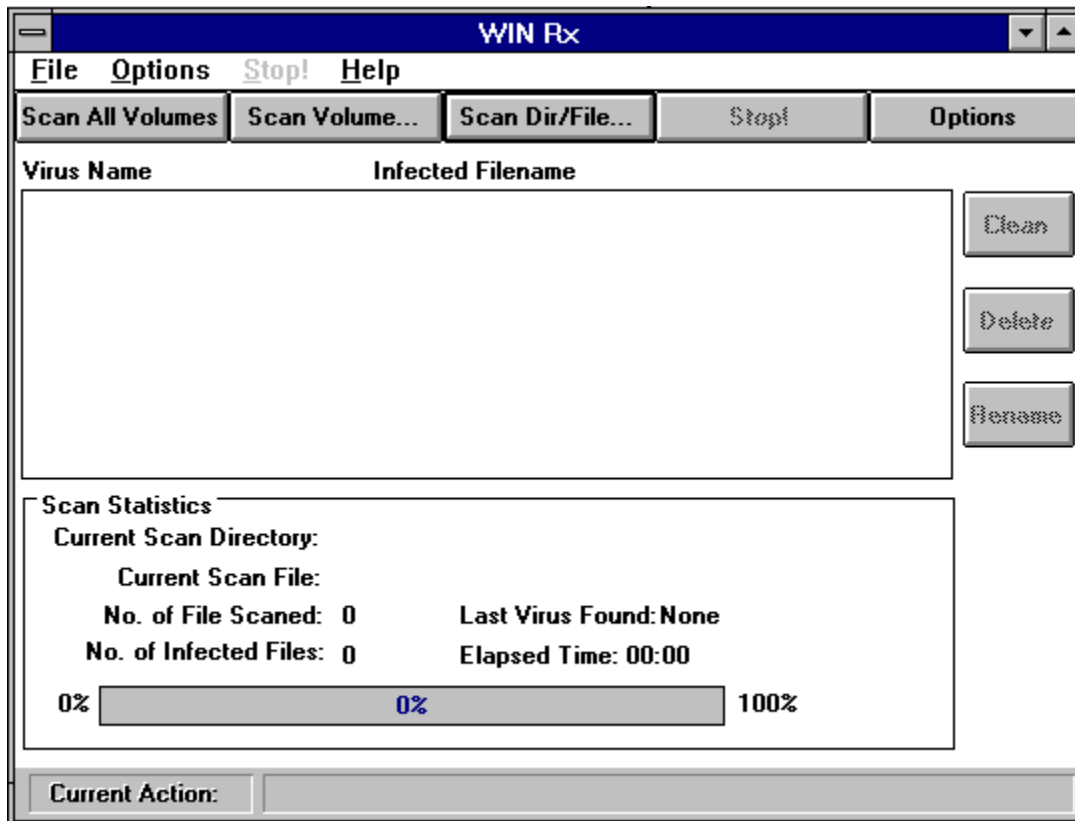 WIN Rx
File Options Stop! Help
Scan All Volumes Scan Volume... Scan Dir/File... Stop! Options
Virus Name Infected Filename
Clean
Delete
Rename
Scan Statistics
Current Scan Directory:
Current Scan File:
No. of File Scaned: 0 Last Virus Found: None
No. of Infected Files: 0 Elapsed Time: 00:00
0% 0% 100%
Current Action: